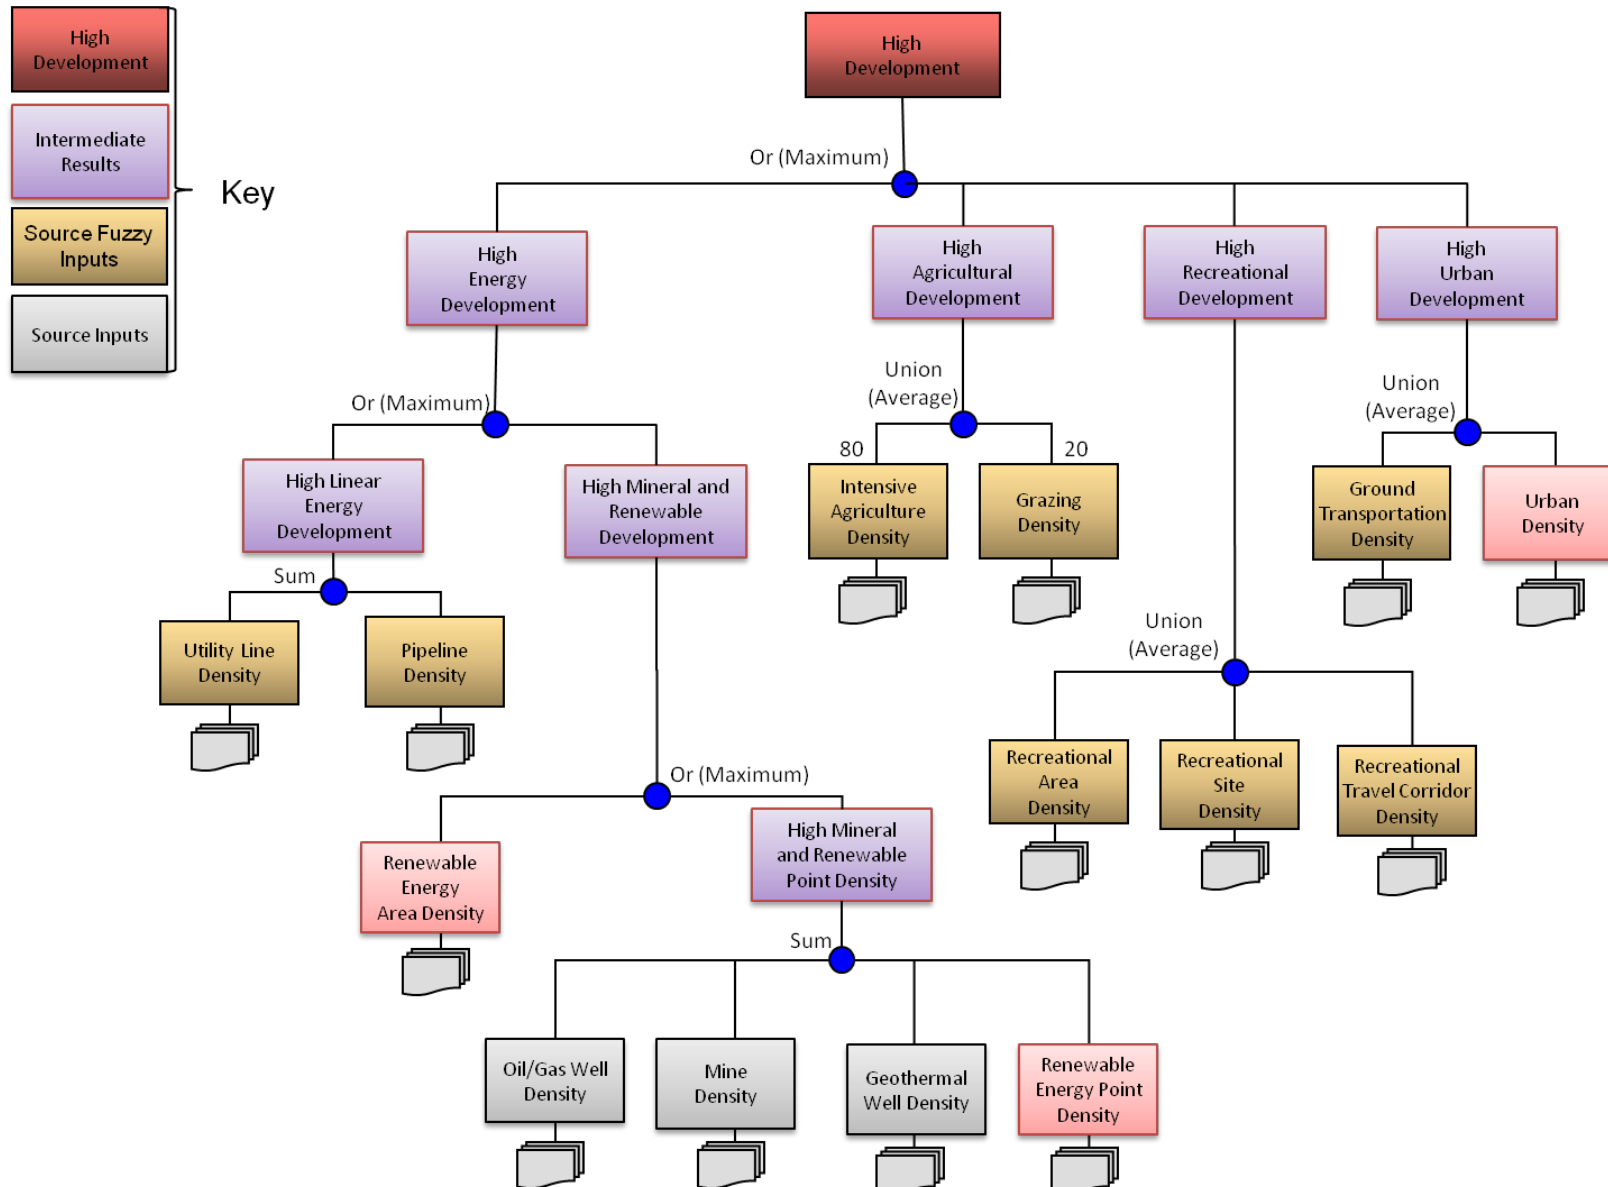 High
Development
Intermediate
Results
Source Fuzzy
Inputs
Source Inputs
Key
High
Development
Or (Maximum)
High
Energy
Development
High
Agricultural
Development
High
Recreational
Development
High
Urban
Development
Or (Maximum)
Union
(Average)
Union
(Average)
High Linear
Energy
Development
High Mineral and
Renewable
Development
80
Intensive
Agriculture
Density
20
Grazing
Density
Ground
Transportation
Density
Urban
Density
Sum
Utility Line
Density
Pipeline
Density
Union
(Average)
Recreational
Area
Density
Recreational
Site
Density
Recreational
Travel Corridor
Density
Or (Maximum)
Renewable
Energy
Area Density
High Mineral
and Renewable
Point Density
Sum
Oil/Gas Well
Density
Mine
Density
Geothermal
Well Density
Renewable
Energy Point
Density